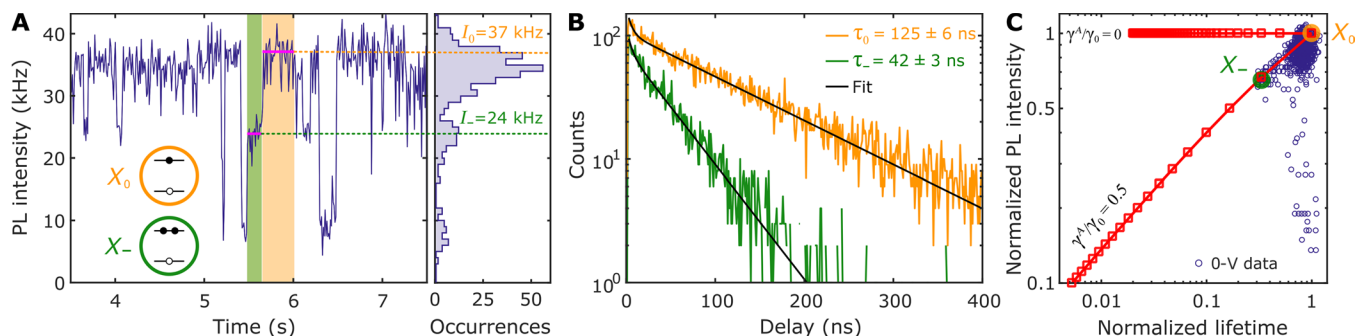 A
PL intensity (kHz)
40
30
20
10
0
I₀=37 kHz
I₋=24 kHz
X₀
X₋
4
5
6
7
Time (s)
0
25
50
Occurrences
B
Counts
10²
10¹
10⁰
τ₀ = 125 ± 6 ns
τ₋ = 42 ± 3 ns
Fit
0
100
200
300
400
Delay (ns)
C
Normalized PL intensity
1
0.5
0.1
γᴬ/γ₀ = 0
X₀
X₋
γᴬ/γ₀ = 0.5
0-V data
0.01
0.1
1
Normalized lifetime